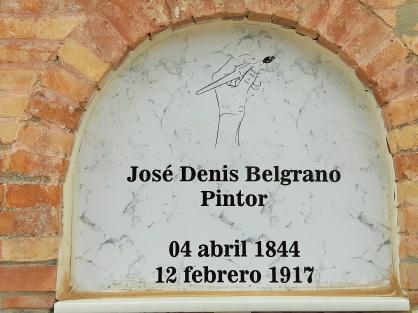 José Denis Belgrano
Pintor
04 abril 1844
12 febrero 1917